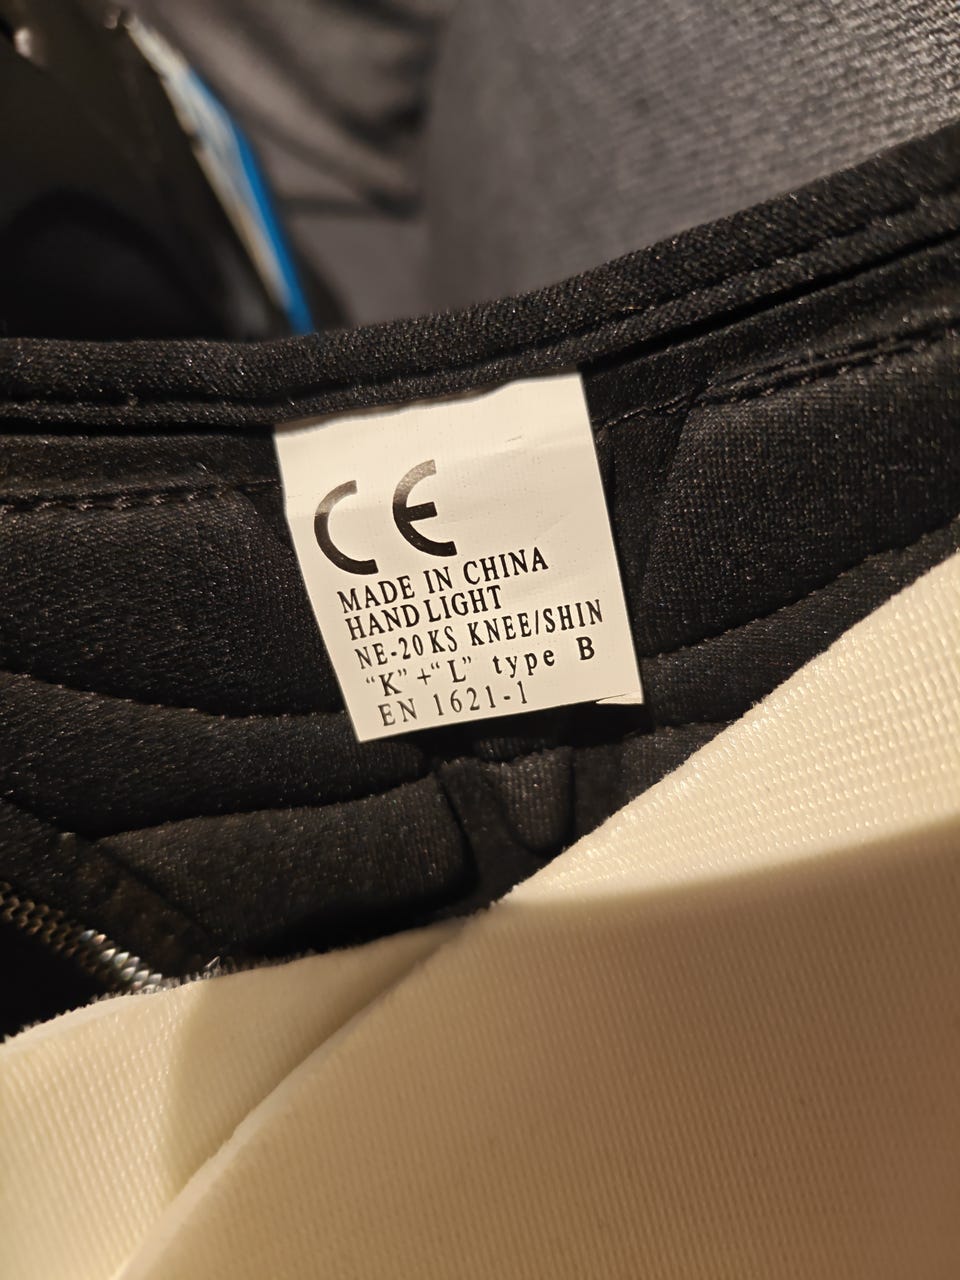 CE
MADE IN CHINA
HAND LIGHT
NE-20KS KNEE/SHIN
“K” +“L” type B
EN 1621-1